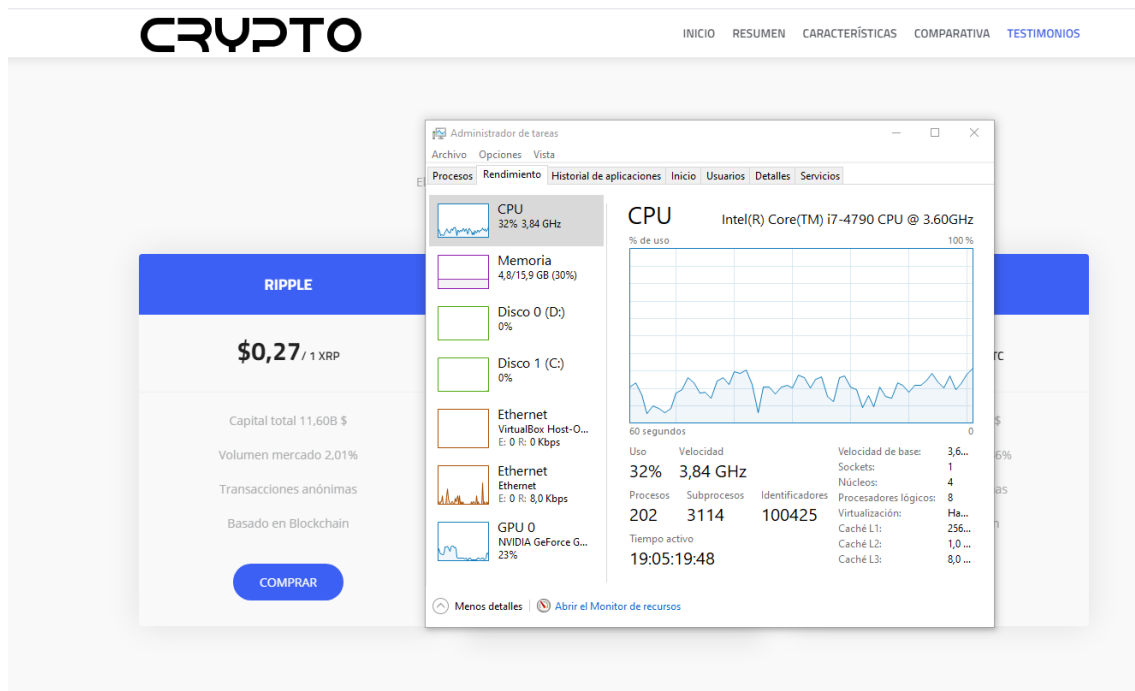 CRYPTO
INICIO RESUMEN CARACTERÍSTICAS COMPARATIVA TESTIMONIOS
El
RIPPLE
$0,27 / 1 XRP
Capital total 11,60B $
Volumen mercado 2,01%
Transacciones anónimas
Basado en Blockchain
COMPRAR
Administrador de tareas
Archivo Opciones Vista
Procesos Rendimiento Historial de aplicaciones Inicio Usuarios Detalles Servicios
CPU
32% 3,84 GHz
Memoria
4,8/15,9 GB (30%)
Disco 0 (D:)
0%
Disco 1 (C:)
0%
Ethernet
VirtualBox Host-O...
E: 0 R: 0 Kbps
Ethernet
Ethernet
E: 0 R: 8,0 Kbps
GPU 0
NVIDIA GeForce G...
23%
CPU Intel(R) Core(TM) i7-4790 CPU @ 3.60GHz
% de uso 100 %
60 segundos 0
Uso Velocidad
32% 3,84 GHz
Procesos Subprocesos Identificadores
202 3114 100425
Tiempo activo
19:05:19:48
Velocidad de base: 3,6...
Sockets: 1
Núcleos: 4
Procesadores lógicos: 8
Virtualización: Ha...
Caché L1: 256...
Caché L2: 1,0 ...
Caché L3: 8,0 ...
Menos detalles Abrir el Monitor de recursos
TC
$
6%
as
n